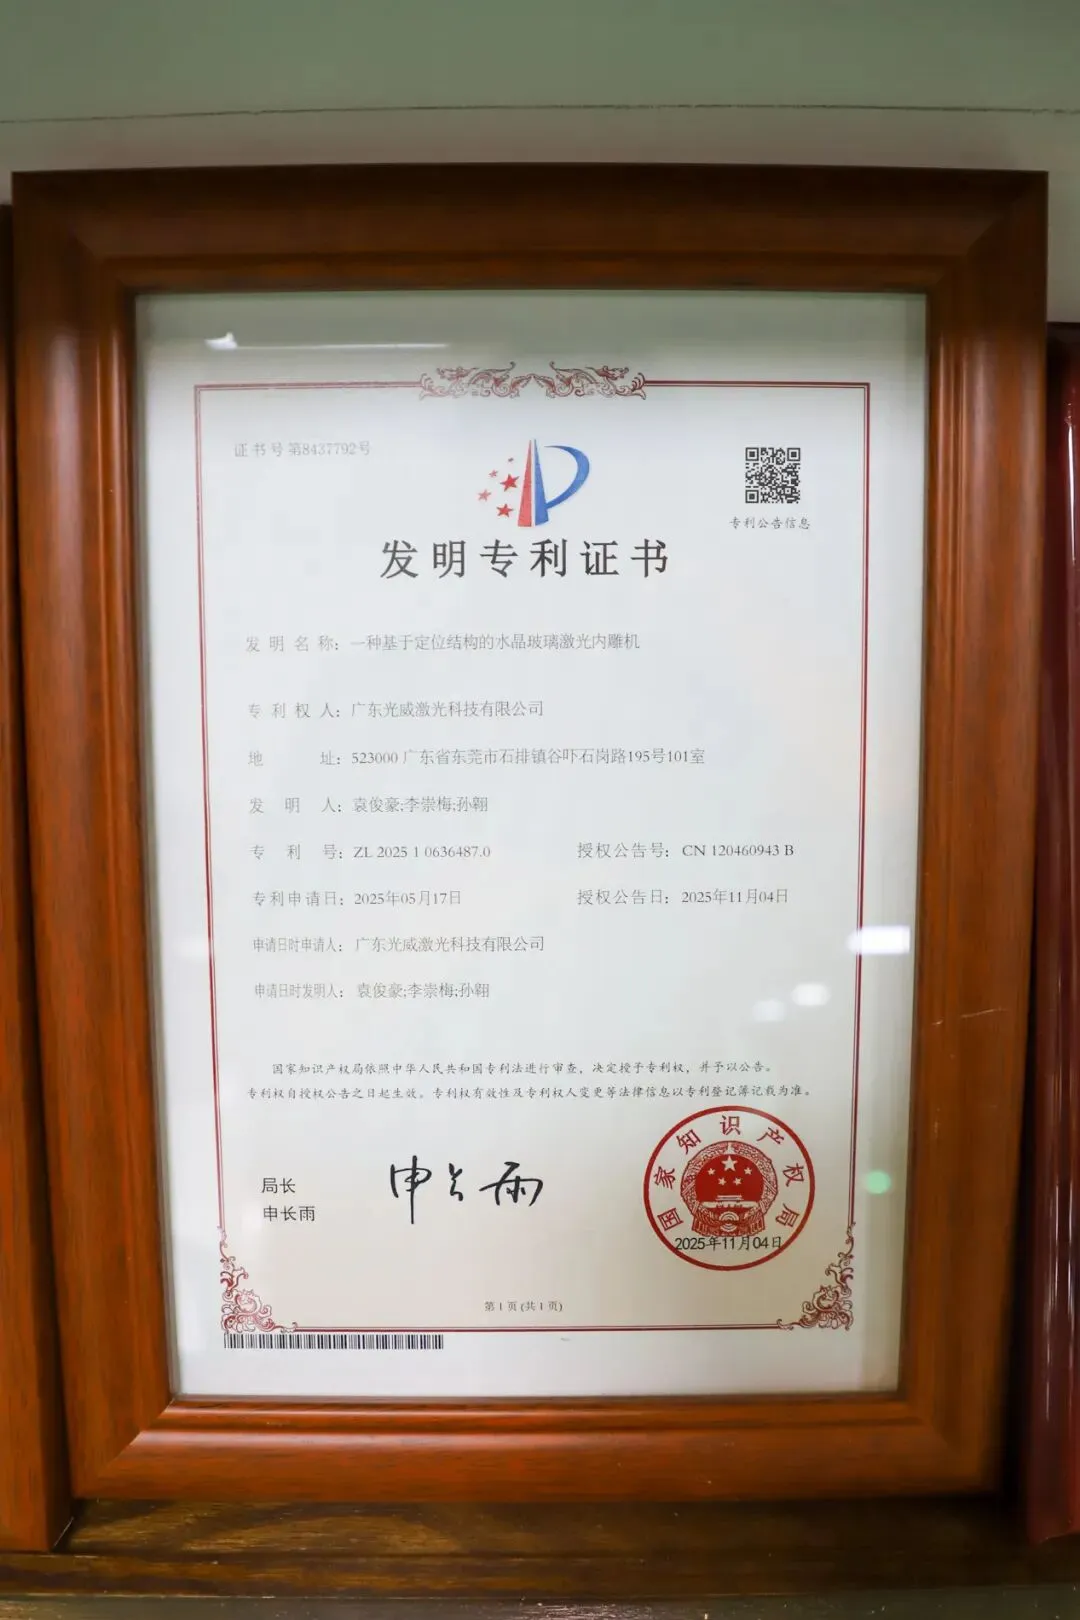 证书号第8437792号
专利公告信息
发明专利证书
发明名称：一种基于定位结构的水晶玻璃激光内雕机
专利权人：广东光威激光科技有限公司
地址：523000 广东省东莞市石排镇谷吓石岗路195号101室
发明人：袁俊豪;李崇梅;孙翱
专利号：ZL 2025 1 0636487.0 授权公告号：CN 120460943 B
专利申请日：2025年05月17日 授权公告日：2025年11月04日
申请日时申请人：广东光威激光科技有限公司
申请日时发明人：袁俊豪;李崇梅;孙翱
国家知识产权局依照中华人民共和国专利法进行审查，决定授予专利权，并予以公告。
专利权自授权公告之日起生效。专利权有效性及专利权人变更等法律信息以专利登记簿记载为准。
局长
申长雨
申长雨
国家知识产权局
2025年11月04日
第1页(共1页)